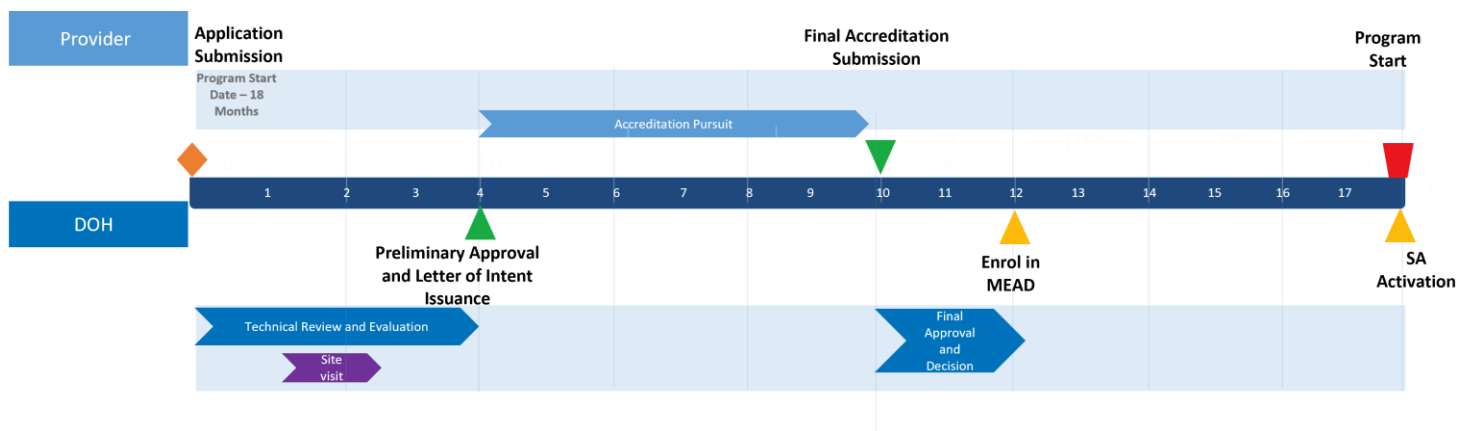 Provider
Application
Submission
Final Accreditation
Submission
Program
Start
Program Start
Date – 18
Months
Accreditation Pursuit
1 2 3 4 5 6 7 8 9 10 11 12 13 14 15 16 17
DOH
Preliminary Approval
and Letter of Intent
Issuance
Enrol in
MEAD
SA
Activation
Technical Review and Evaluation
Site
visit
Final
Approval
and
Decision